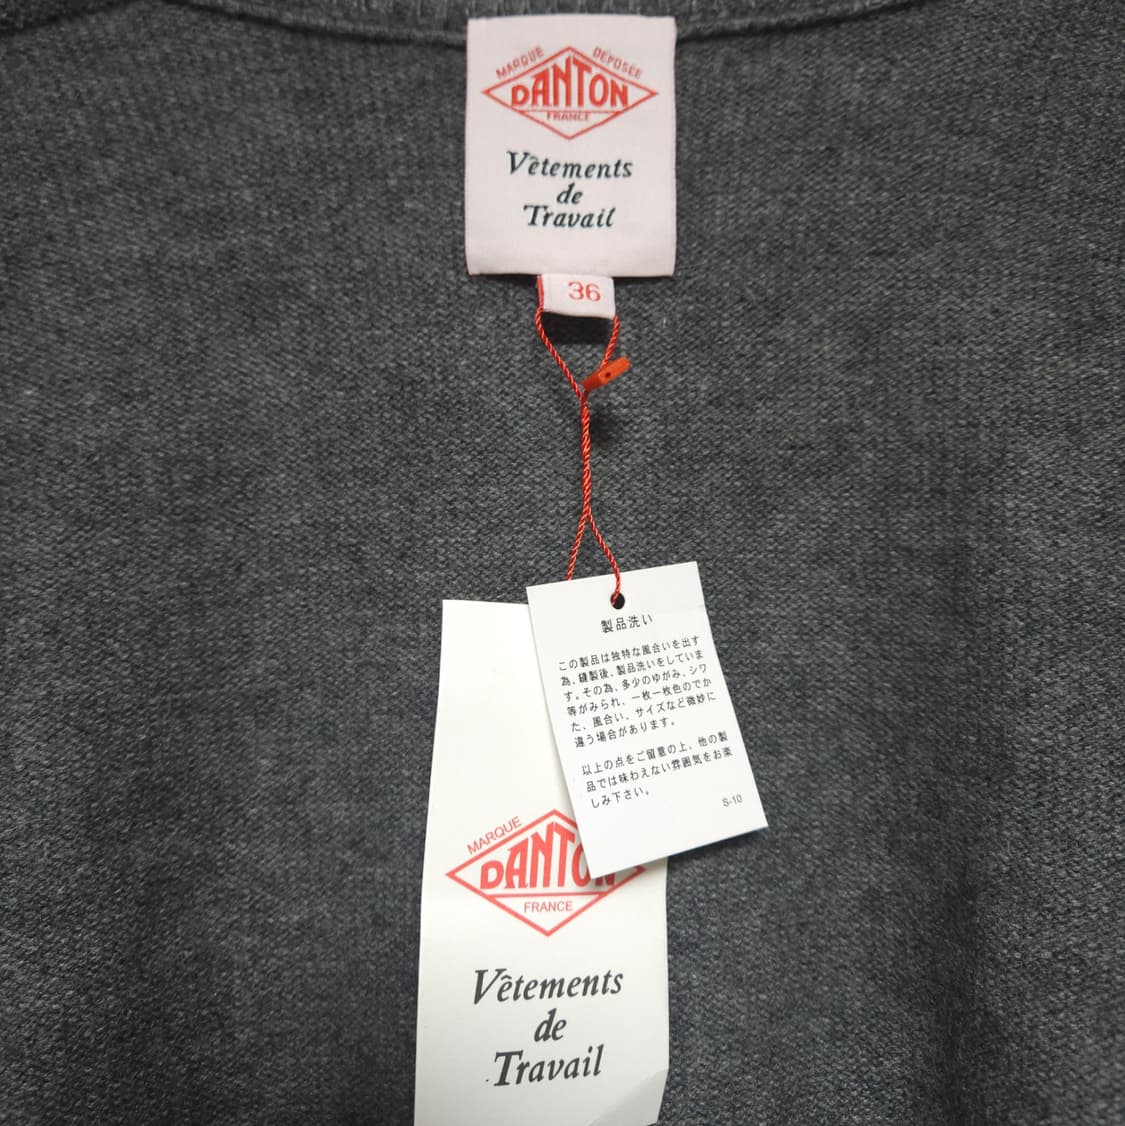 MARQUE DÉPOSÉE
DANTON
FRANCE
Vêtements
de
Travail
36
製品洗い
この製品は独特な風合いを出す
為、縫製後、製品洗いをしていま
す。その為、多少のゆがみ、シワ
等がみられ、一枚一枚色のでか
た、風合い、サイズなど微妙に
違う場合があります。
以上の点をご留意の上、他の製
品では味わえない雰囲気をお楽
しみ下さい。
S-10
MARQUE
DANTON
FRANCE
Vêtements
de
Travail